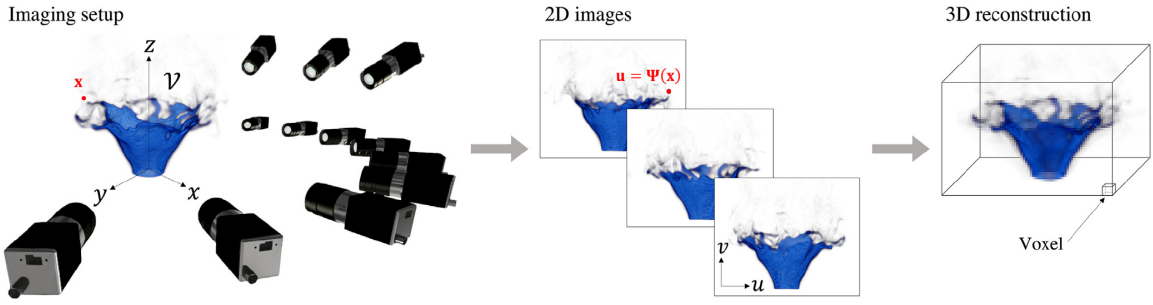 Imaging setup
2D images
3D reconstruction
z
𝒱
x
y
x
u = Ψ(x)
v
u
Voxel